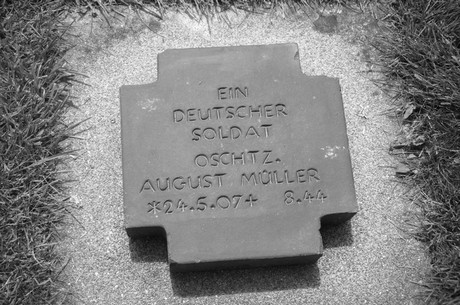 EIN
DEUTSCHER
SOLDAT
OSCHTZ.
AUGUST MÜLLER
*24.5.07+ 8.44